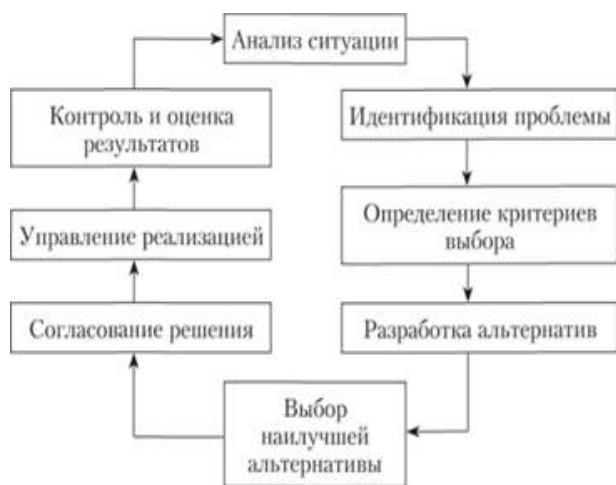 Анализ ситуации
Идентификация проблемы
Определение критериев
выбора
Разработка альтернатив
Выбор
наилучшей
альтернативы
Согласование решения
Управление реализацией
Контроль и оценка
результатов